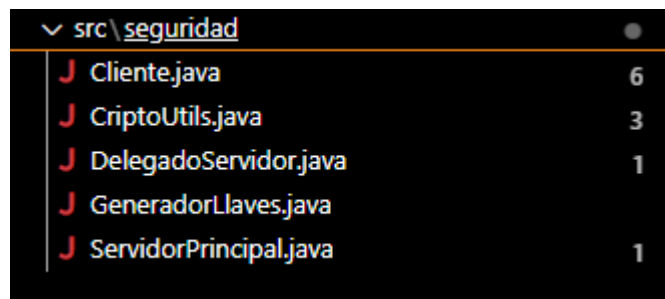 src\seguridad
J Cliente.java 6
J CriptoUtils.java 3
J DelegadoServidor.java 1
J GeneradorLlaves.java
J ServidorPrincipal.java 1